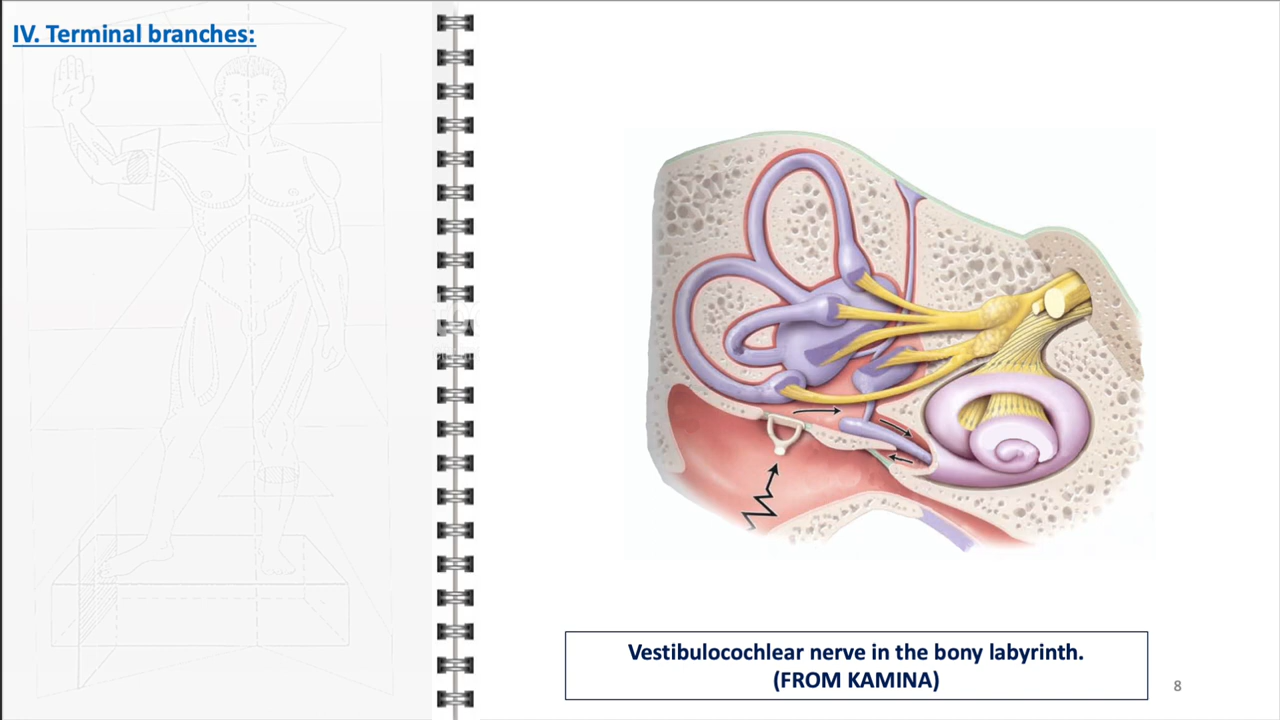 IV. Terminal branches:
Vestibulocochlear nerve in the bony labyrinth.
(FROM KAMINA)
8